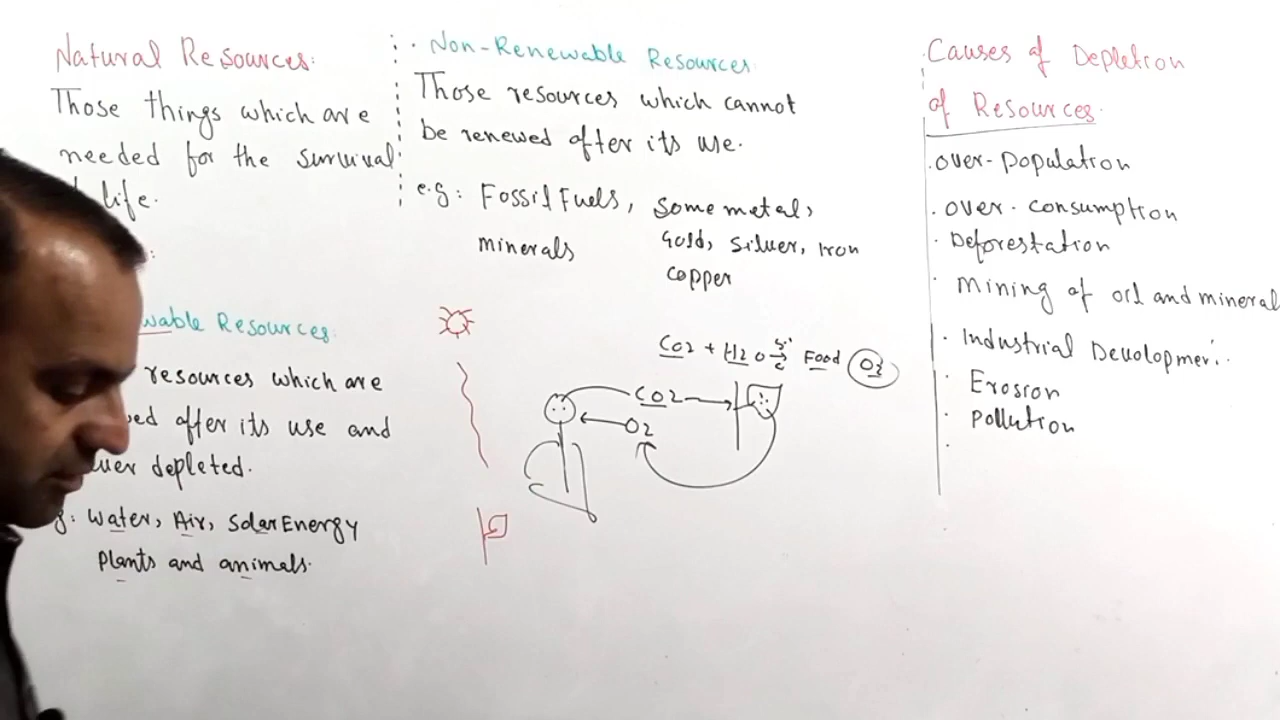 Natural Resources:
Those things which are
needed for the survival
life.
:
wable Resources.
resources which are
ed after its use and
ver depleted.
g: Water, Air, Solar Energy
Plants and animals.
. Non-Renewable Resources.
Those resources which cannot
be renewed after its use.
e.g: Fossil Fuels, some metal,
minerals Gold, Silver, Iron
copper
CO2 + H2O → Food O2
CO2
O2
Causes of Depletion
of Resources.
. over-population
. over-consumption
. Deforestation
. Mining of oil and mineral
. Industrial Development.
. Erosion
. Pollution
.